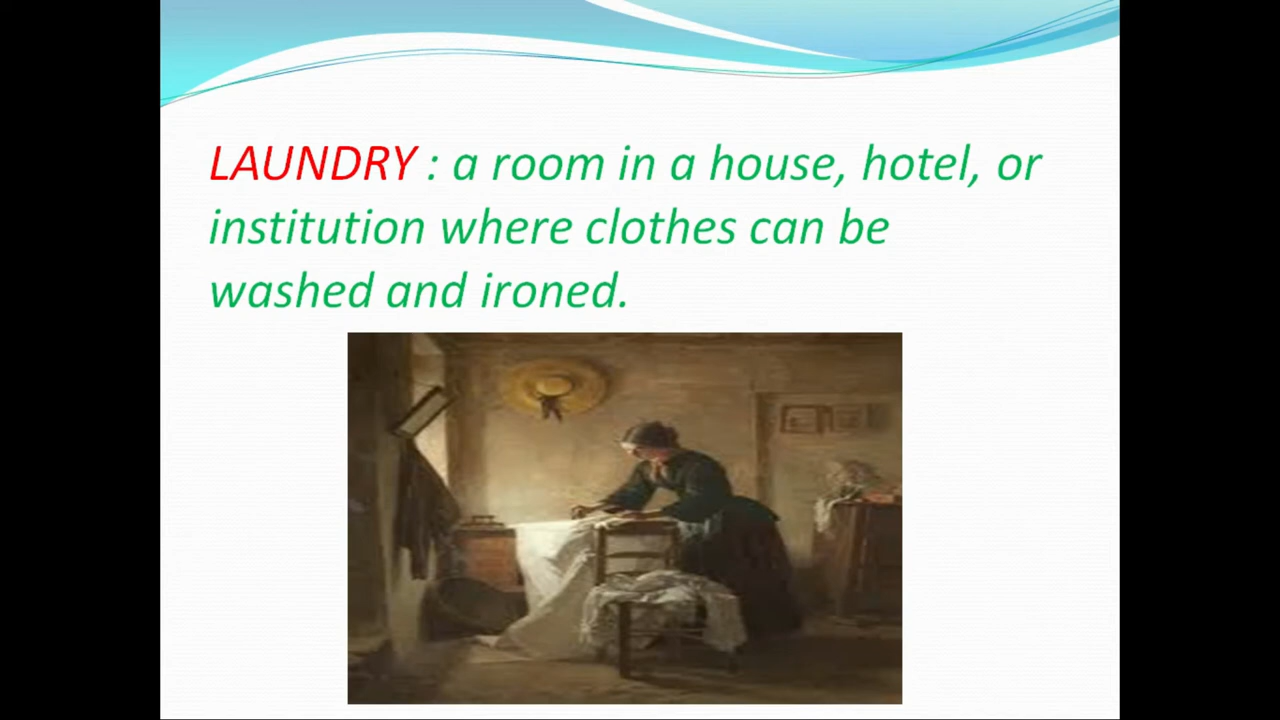 LAUNDRY : a room in a house, hotel, or
institution where clothes can be
washed and ironed.